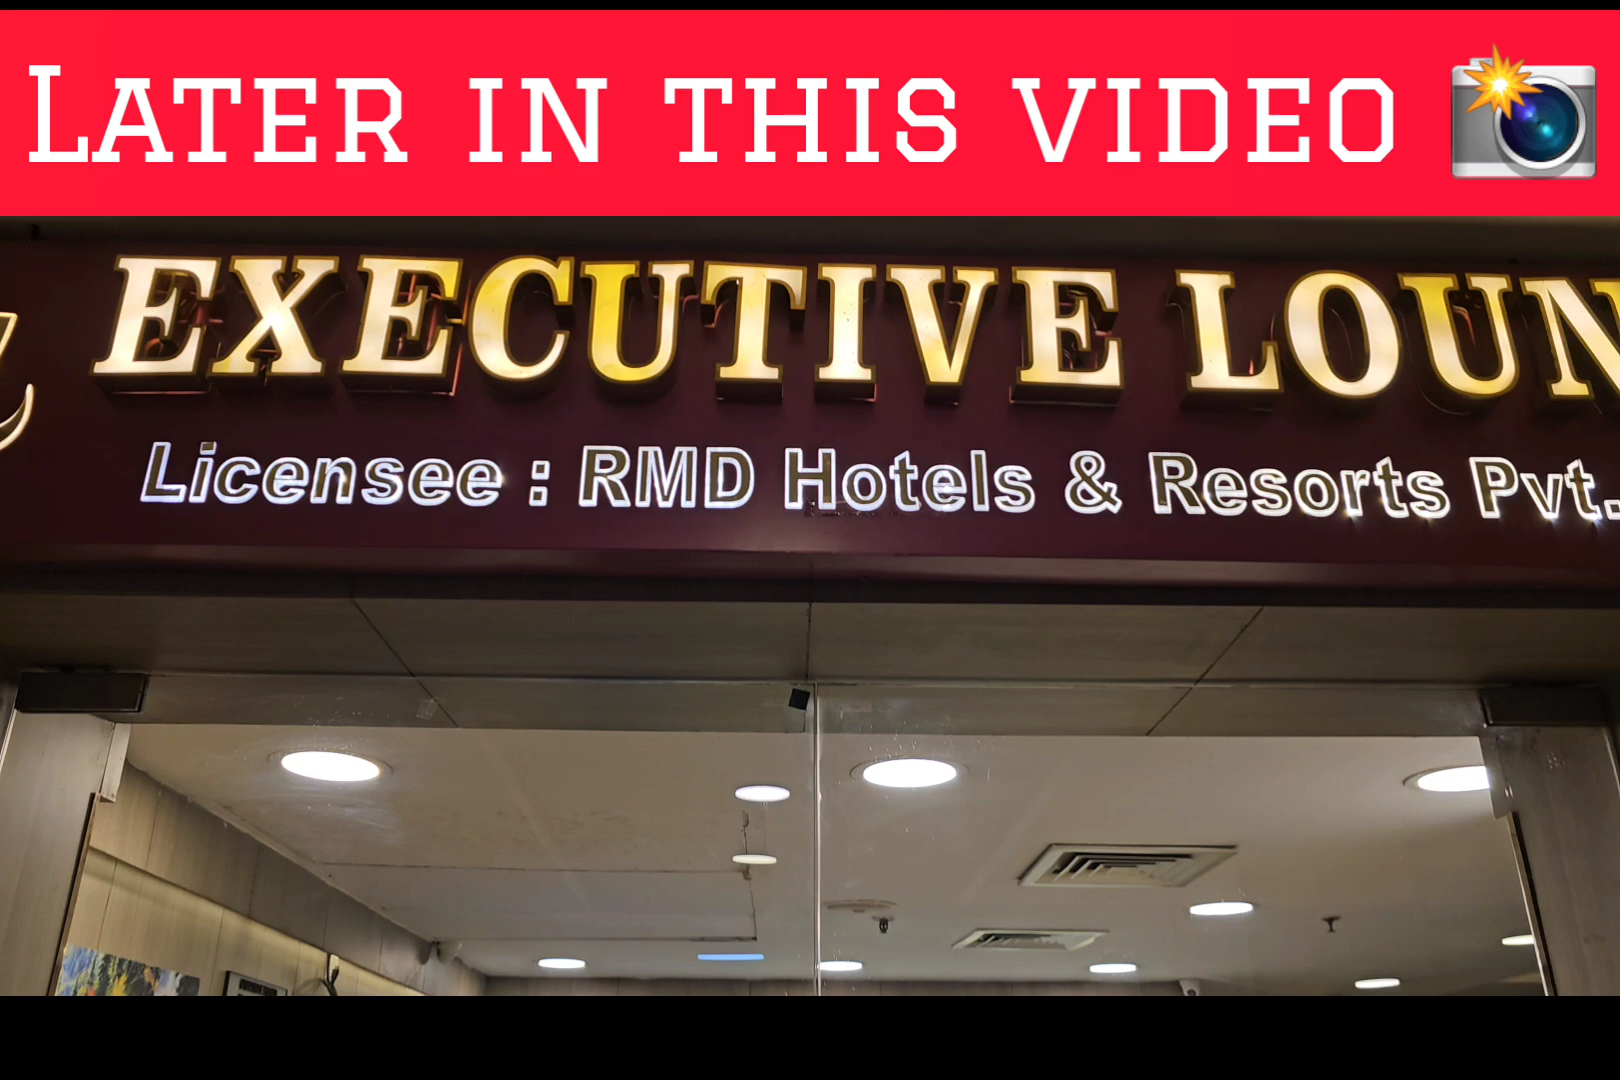 LATER IN THIS VIDEO 📸
EXECUTIVE LOUN
Licensee : RMD Hotels & Resorts Pvt.